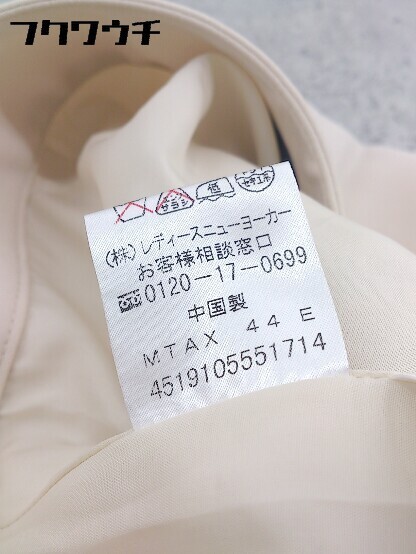 フクワウチ
(株)レディースニューヨーカー
お客様相談窓口
0120-17-0699
中国製
MTAX 44 E
4519105551714